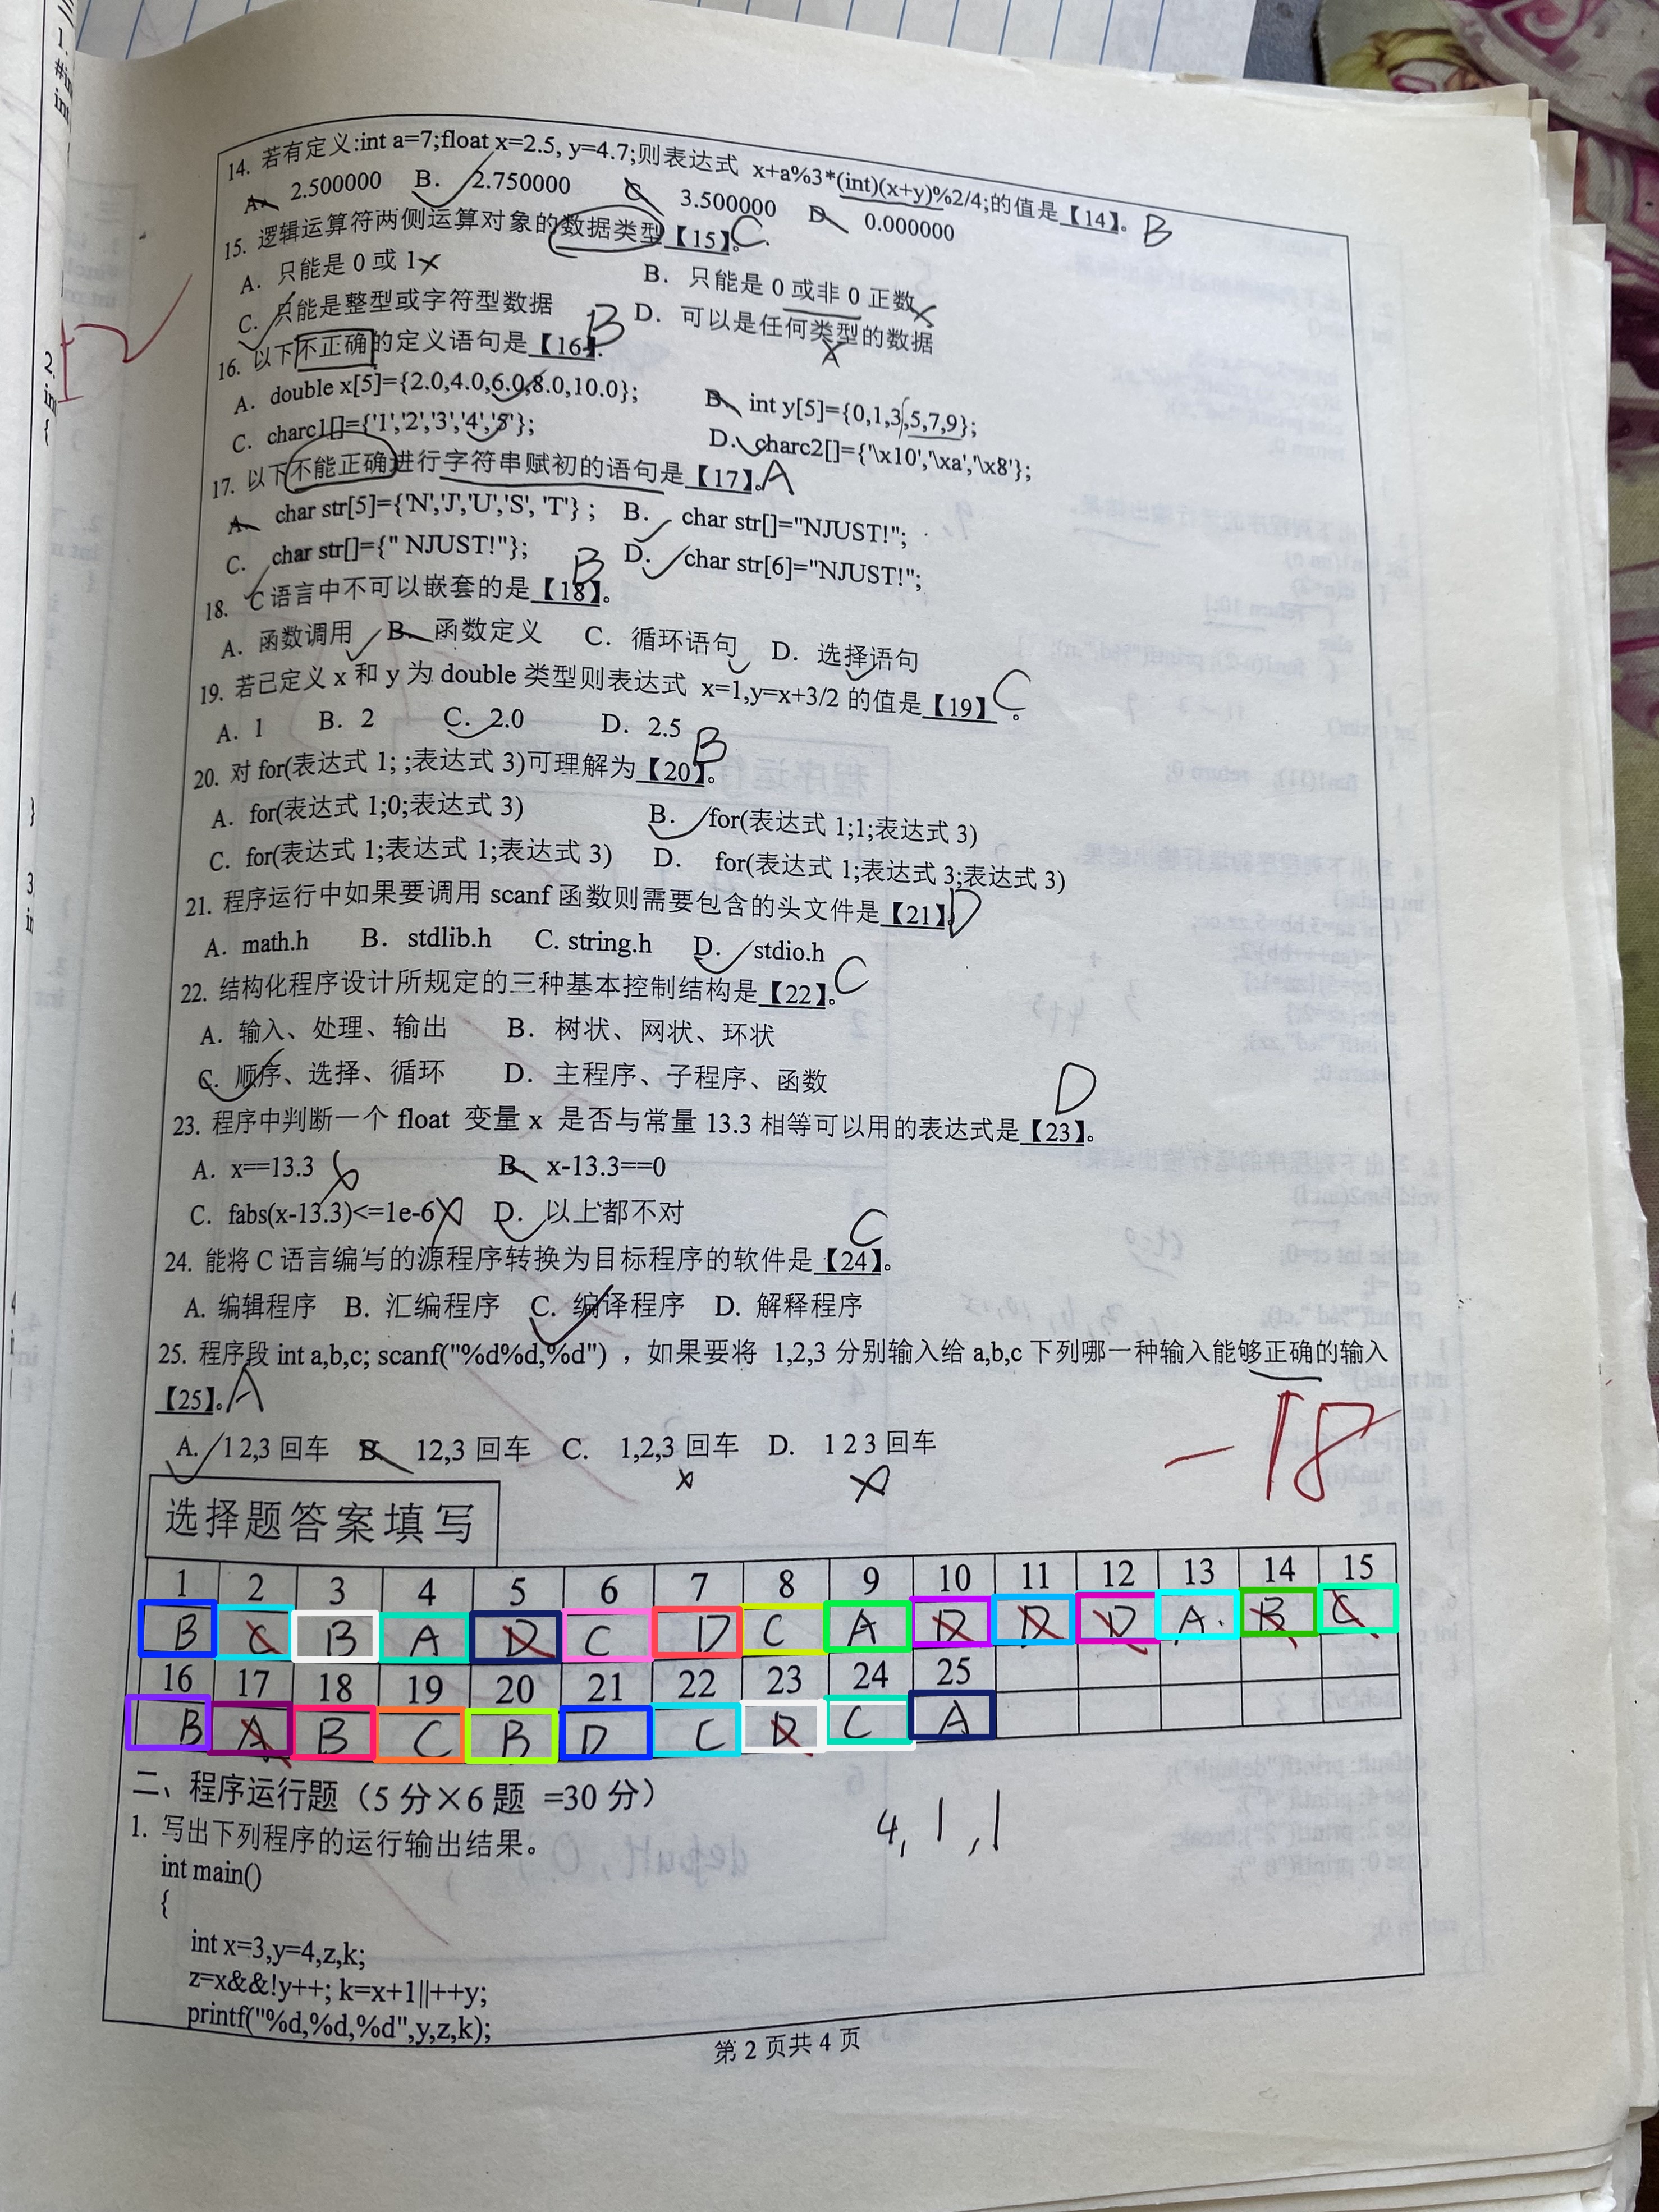 14. 若有定义:int a=7;float x=2.5, y=4.7;则表达式 x+a%3*(int)(x+y)%2/4;的值是【14】。B
A. 2.500000 B. 2.750000 C. 3.500000 D. 0.000000
15. 逻辑运算符两侧运算对象的数据类型【15】。C
A. 只能是 0 或 1 B. 只能是 0 或非 0 正数
C. 只能是整型或字符型数据 D. 可以是任何类型的数据
16. 以下不正确的定义语句是【16】. B
A. double x[5]={2.0,4.0,6.0,8.0,10.0}; B. int y[5]={0,1,3,5,7,9};
C. charc1[]={'1','2','3','4','5'}; D. charc2[]={'\x10','\xa','\x8'};
17. 以下不能正确进行字符串赋初的语句是【17】。A
A. char str[5]={'N','J','U','S', 'T'} ; B. char str[]="NJUST!";
C. char str[]={" NJUST!"}; D. char str[6]="NJUST!";
18. C 语言中不可以嵌套的是【18】。B
A. 函数调用 B. 函数定义 C. 循环语句 D. 选择语句
19. 若已定义 x 和 y 为 double 类型则表达式 x=1,y=x+3/2 的值是【19】。C
A. 1 B. 2 C. 2.0 D. 2.5
20. 对 for(表达式 1; ;表达式 3)可理解为【20】。B
A. for(表达式 1;0;表达式 3) B. for(表达式 1;1;表达式 3)
C. for(表达式 1;表达式 1;表达式 3) D. for(表达式 1;表达式 3;表达式 3)
21. 程序运行中如果要调用 scanf 函数则需要包含的头文件是【21】D
A. math.h B. stdlib.h C. string.h D. stdio.h
22. 结构化程序设计所规定的三种基本控制结构是【22】。C
A. 输入、处理、输出 B. 树状、网状、环状
C. 顺序、选择、循环 D. 主程序、子程序、函数
23. 程序中判断一个 float 变量 x 是否与常量 13.3 相等可以用的表达式是【23】。D
A. x==13.3 B. x-13.3==0
C. fabs(x-13.3)<=1e-6 D. 以上都不对
24. 能将 C 语言编写的源程序转换为目标程序的软件是【24】。C
A. 编辑程序 B. 汇编程序 C. 编译程序 D. 解释程序
25. 程序段 int a,b,c; scanf("%d%d,%d") ，如果要将 1,2,3 分别输入给 a,b,c 下列哪一种输入能够正确的输入
【25】。A
A. 1 2,3 回车 B. 12,3 回车 C. 1,2,3 回车 D. 1 2 3 回车
-18
选择题答案填写
1 2 3 4 5 6 7 8 9 10 11 12 13 14 15
B C B A D C D C A D D D A. B C
16 17 18 19 20 21 22 23 24 25
B A B C B D C D C A
二、程序运行题（5 分×6 题 =30 分）
1. 写出下列程序的运行输出结果。
4, 1, 1
int main()
{
int x=3,y=4,z,k;
z=x&&!y++; k=x+1||++y;
printf("%d,%d,%d",y,z,k);
第 2 页共 4 页